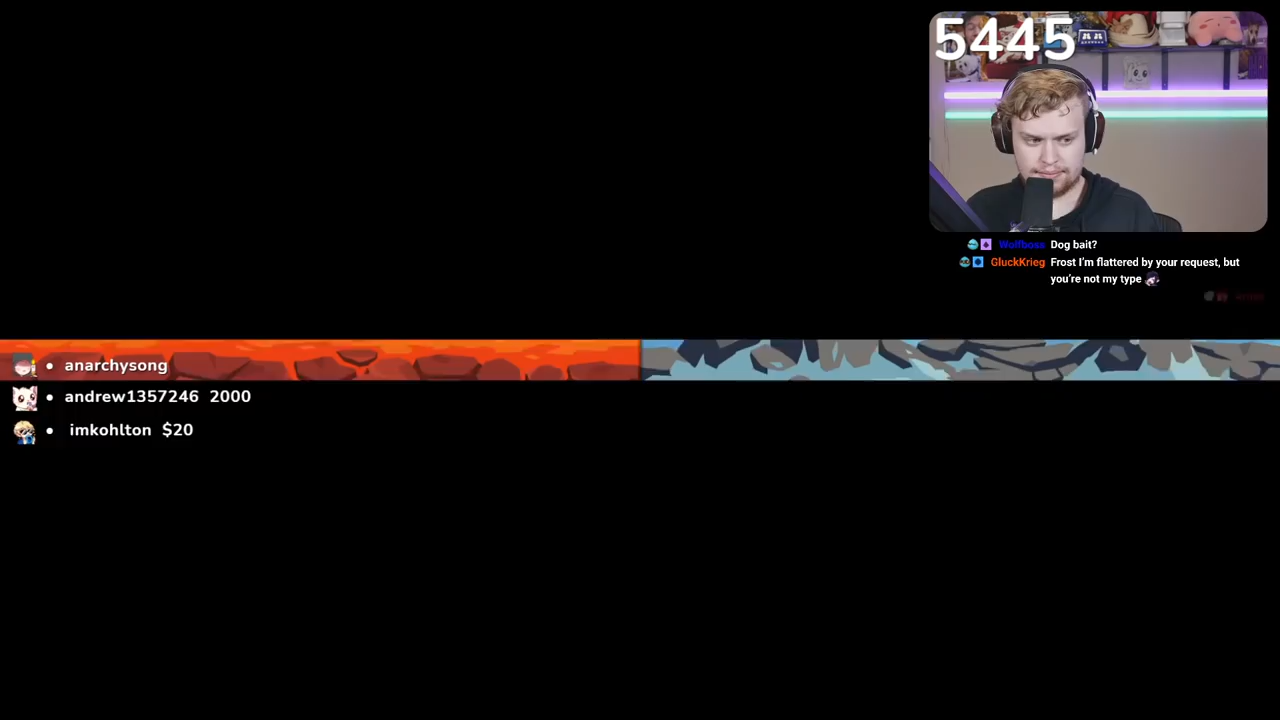 5445
Wolfboss Dog bait?
GluckKrieg Frost I'm flattered by your request, but
you're not my type
anarchysong
andrew1357246 2000
imkohlton $20